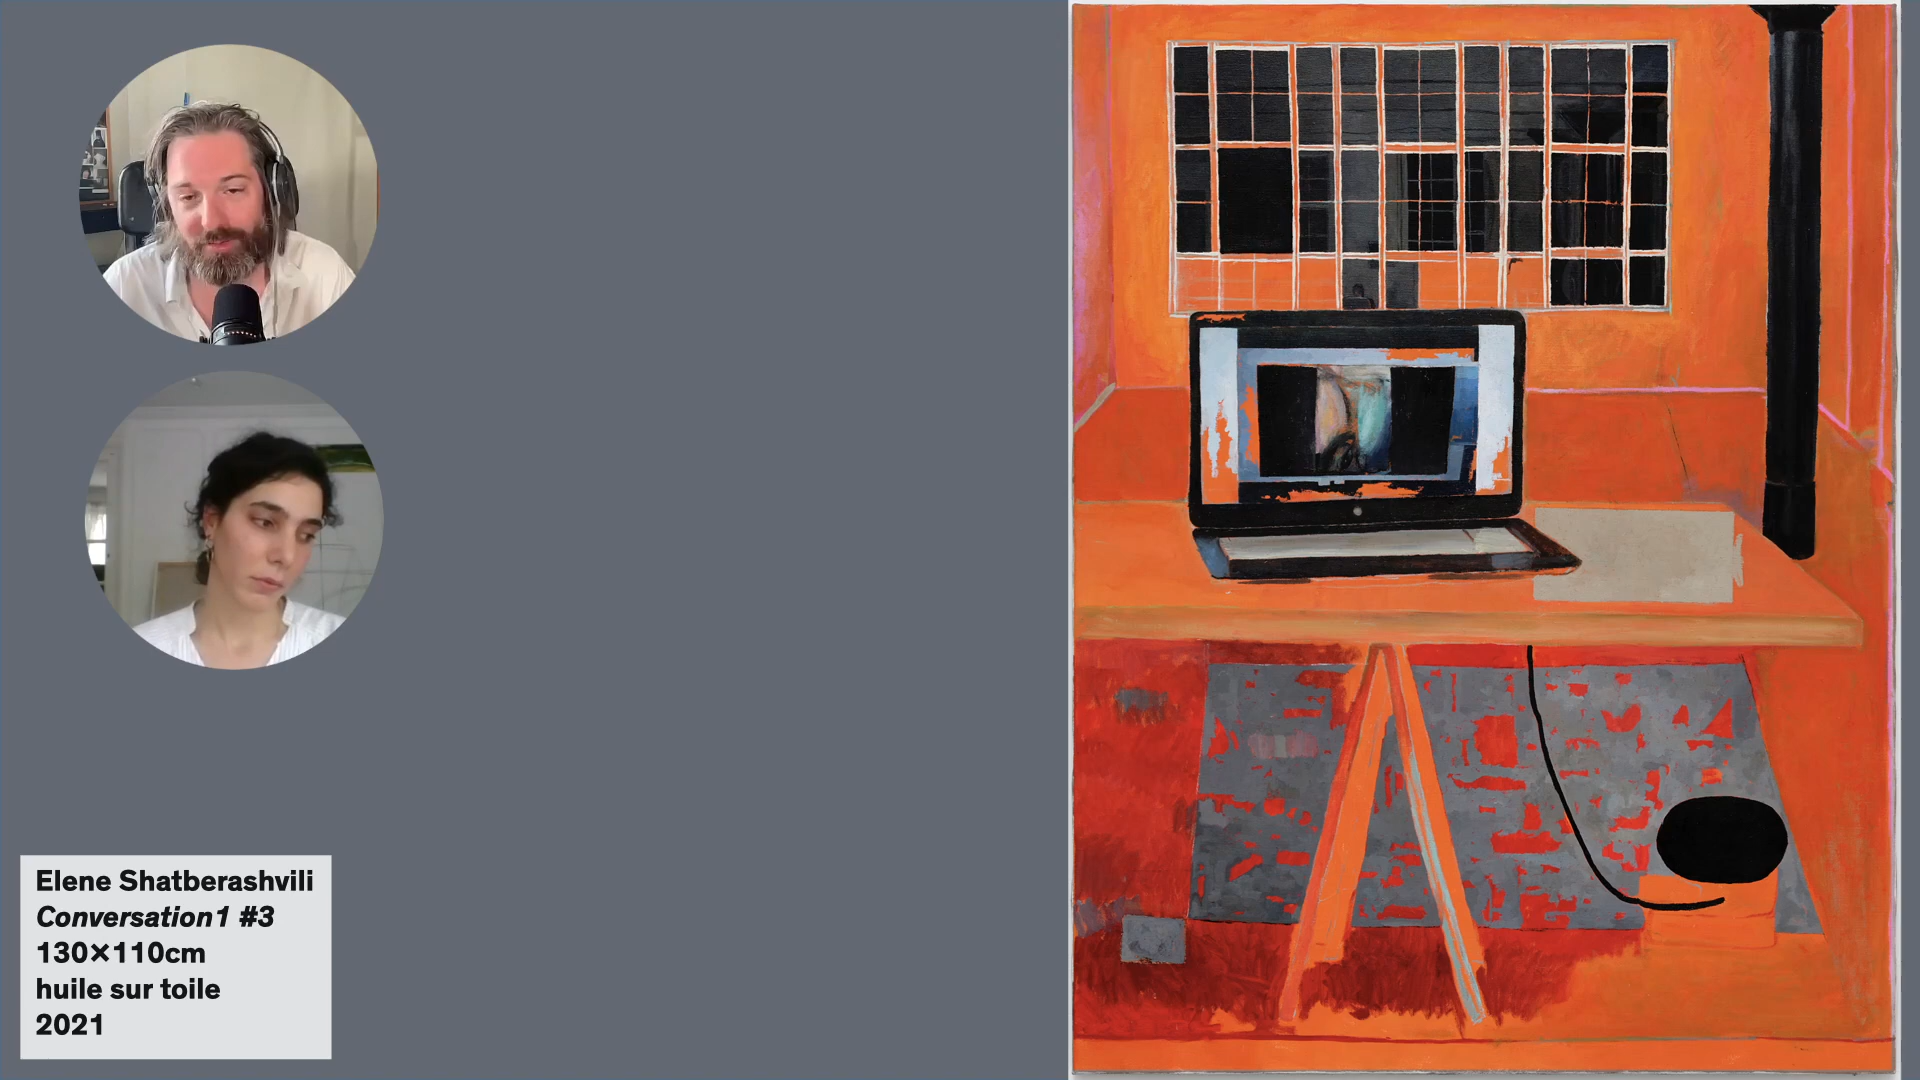 Elene Shatberashvili
Conversation1 #3
130×110cm
huile sur toile
2021